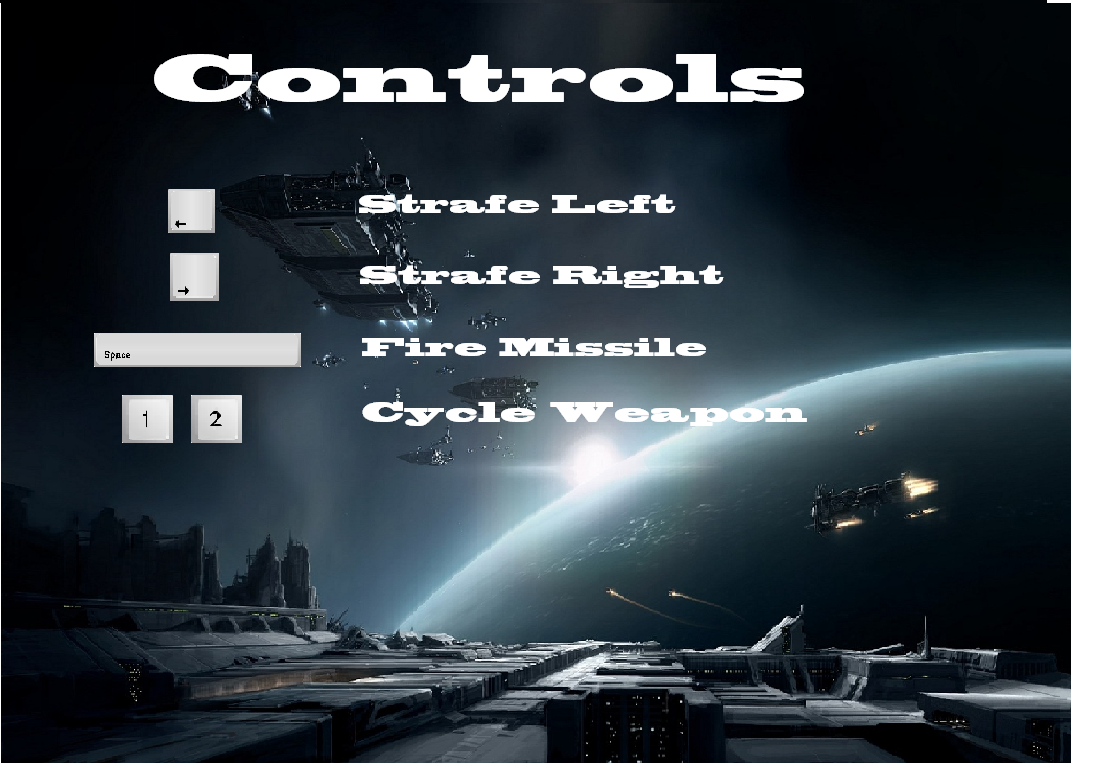 Controls
← Strafe Left
→ Strafe Right
Space Fire Missile
1 2 Cycle Weapon